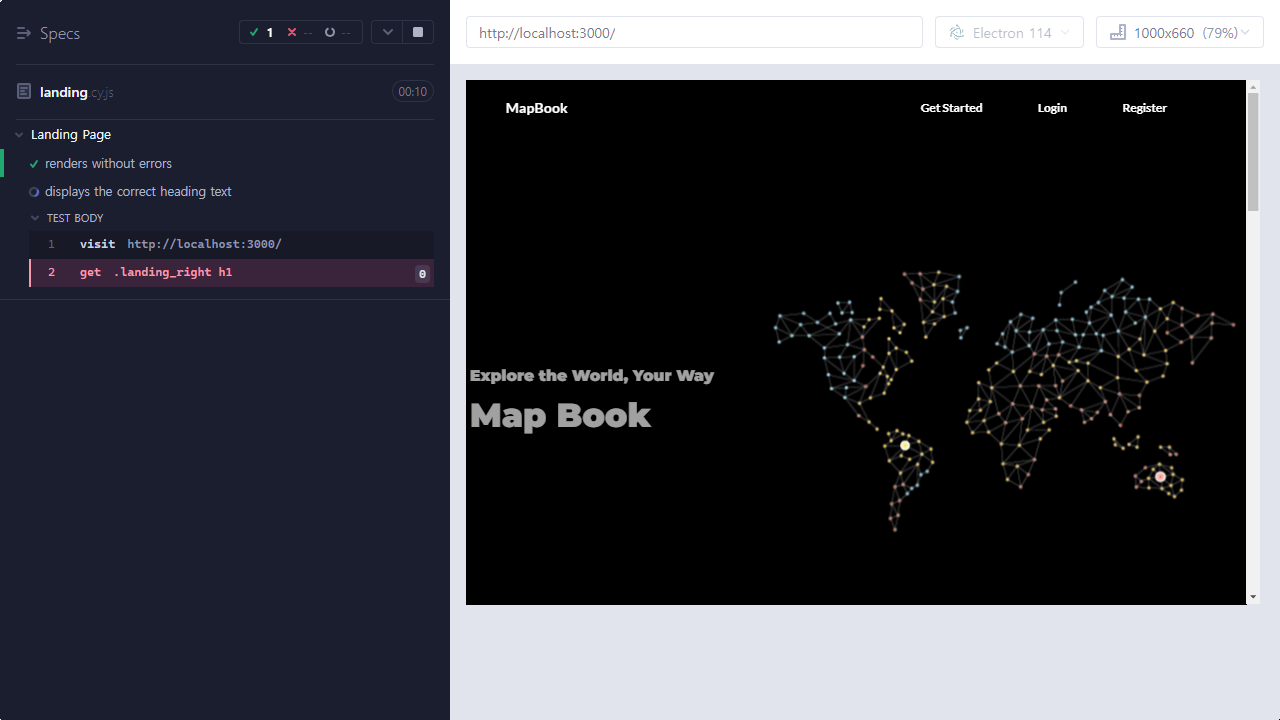 Specs
1 -- --
landing.cy.js 00:10
Landing Page
renders without errors
displays the correct heading text
TEST BODY
1 visit http://localhost:3000/
2 get .landing_right h1 0
http://localhost:3000/
Electron 114
1000x660 (79%)
MapBook
Get Started Login Register
Explore the World, Your Way
Map Book